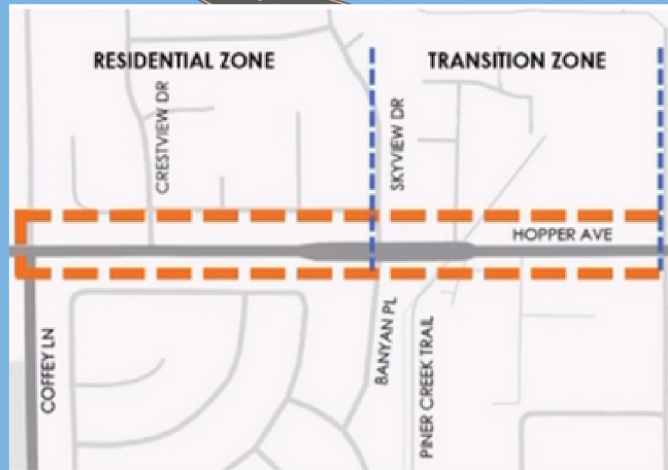 RESIDENTIAL ZONE
TRANSITION ZONE
CRESTVIEW DR
SKYVIEW DR
HOPPER AVE
COFFEY LN
BANYAN PL
PINER CREEK TRAIL